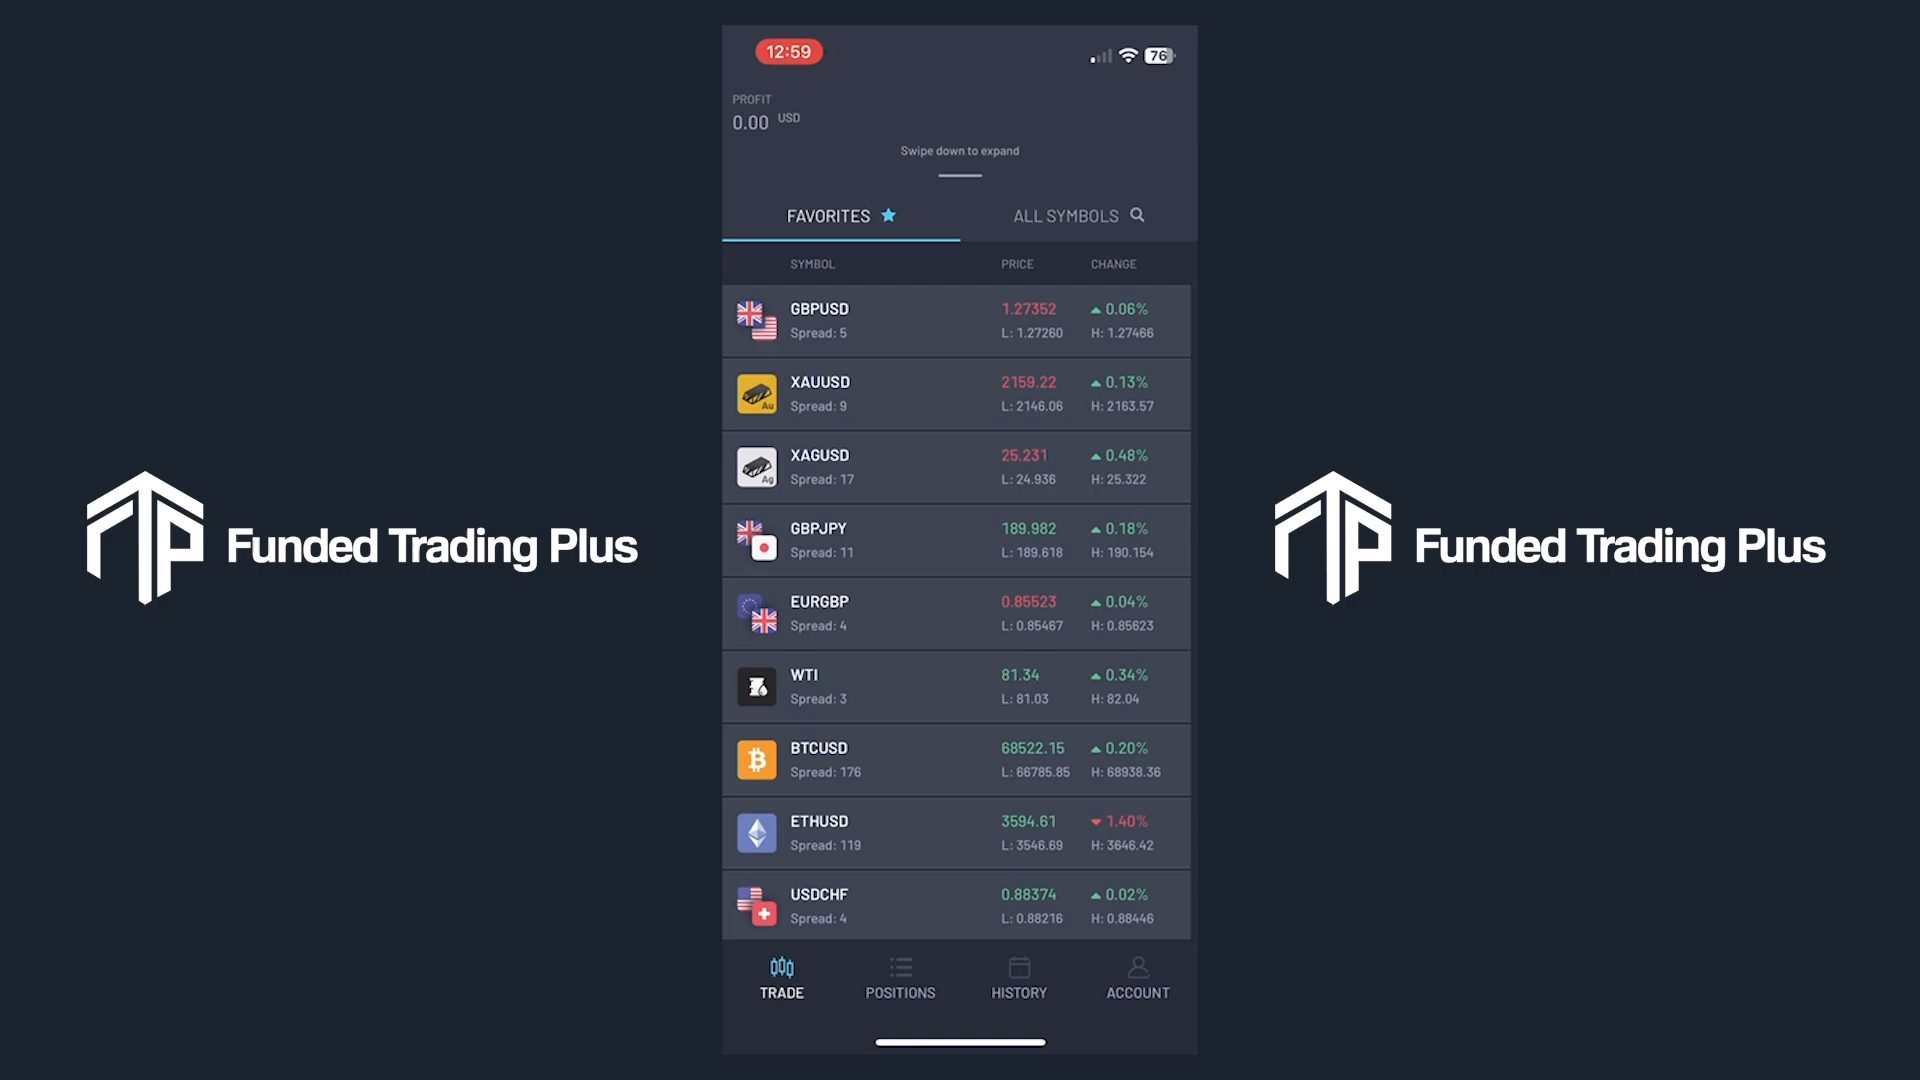 12:59
76
PROFIT
0.00 USD
Swipe down to expand
FAVORITES
ALL SYMBOLS
SYMBOL PRICE CHANGE
GBPUSD 1.27352 0.06%
Spread: 5 L: 1.27260 H: 1.27466
XAUUSD 2159.22 0.13%
Au
Spread: 9 L: 2146.06 H: 2163.57
XAGUSD 25.231 0.48%
Ag
Spread: 17 L: 24.936 H: 25.322
GBPJPY 189.982 0.18%
Spread: 11 L: 189.618 H: 190.154
Funded Trading Plus
Funded Trading Plus
EURGBP 0.85523 0.04%
Spread: 4 L: 0.85467 H: 0.85623
WTI 81.34 0.34%
Spread: 3 L: 81.03 H: 82.04
BTCUSD 68522.15 0.20%
Spread: 176 L: 66785.85 H: 68938.36
ETHUSD 3594.61 1.40%
Spread: 119 L: 3546.69 H: 3646.42
USDCHF 0.88374 0.02%
Spread: 4 L: 0.88216 H: 0.88446
TRADE POSITIONS HISTORY ACCOUNT